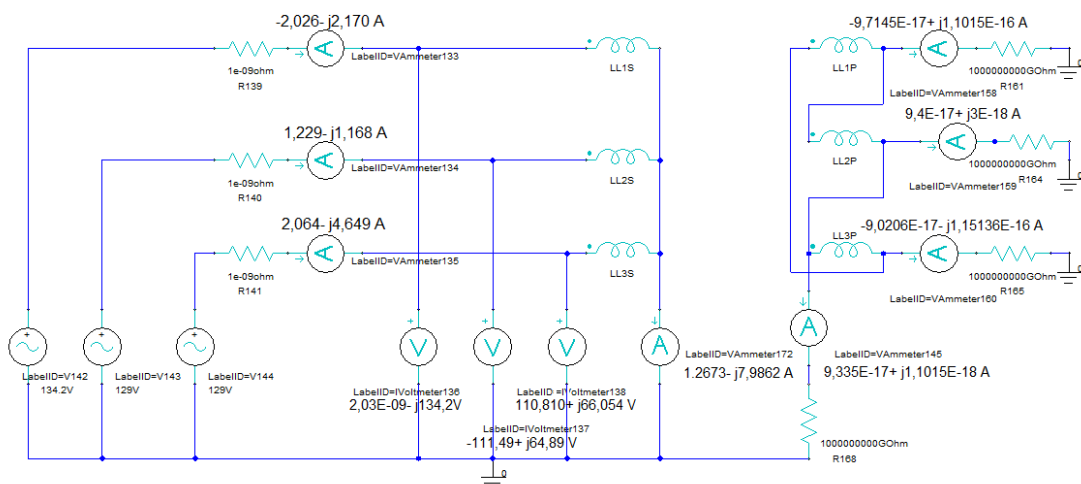 -2,026- j2,170 A
1e-09ohm
R139
A
LabelID=VAmmeter133
LL1S
1,229- j1,168 A
1e-09ohm
R140
A
LabelID=VAmmeter134
LL2S
2,064- j4,649 A
1e-09ohm
R141
A
LabelID=VAmmeter135
LL3S
LabelID=V142
134.2V
LabelID=V143
129V
LabelID=V144
129V
V
V
V
A
LabelID=IVoltmeter136
2,03E-09- j134,2V
LabelID=IVoltmeter138
110,810+ j66,054 V
LabelID=IVoltmeter137
-111,49+ j64,89 V
0
LabelID=VAmmeter172
1.2673- j7,9862 A
-9,7145E-17+ j1,1015E-16 A
LL1P
A
1000000000GOhm
R161
0
LabelID=VAmmeter158
9,4E-17+ j3E-18 A
LL2P
A
1000000000GOhm
R164
0
LabelID=VAmmeter159
-9,0206E-17- j1,15136E-16 A
LL3P
A
1000000000GOhm
R165
0
LabelID=VAmmeter160
A
LabelID=VAmmeter145
9,335E-17+ j1,1015E-18 A
1000000000GOhm
R168